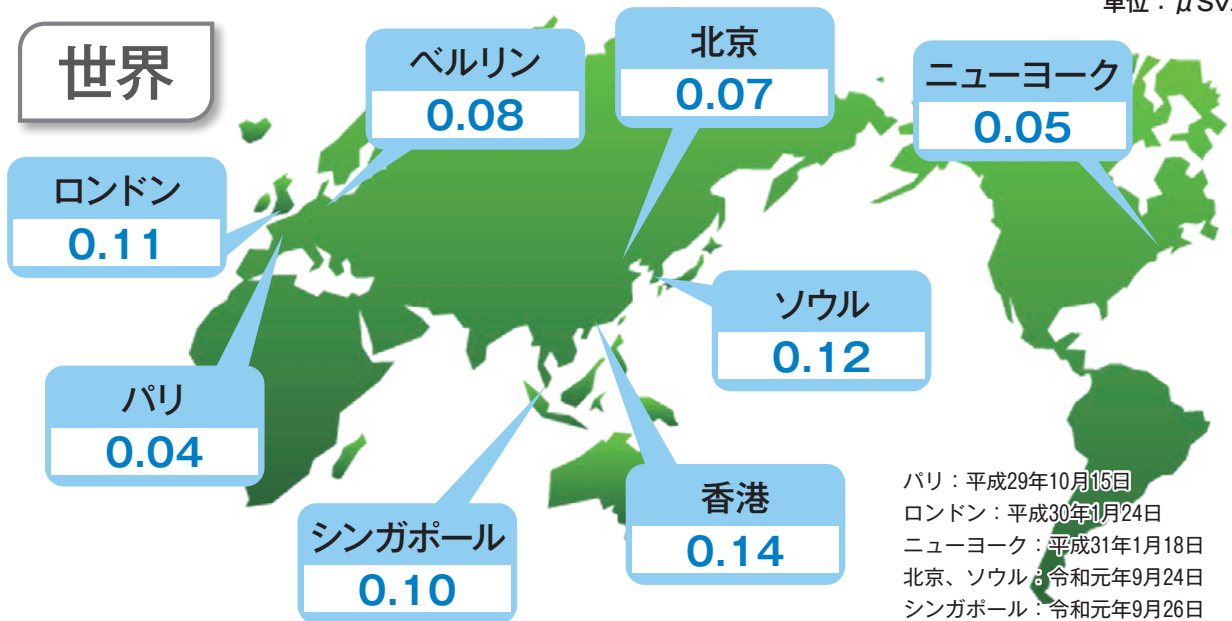 単位：μSv/
世界
ベルリン
0.08
北京
0.07
ニューヨーク
0.05
ロンドン
0.11
ソウル
0.12
パリ
0.04
シンガポール
0.10
香港
0.14
パリ：平成29年10月15日
ロンドン：平成30年1月24日
ニューヨーク：平成31年1月18日
北京、ソウル：令和元年9月24日
シンガポール：令和元年9月26日